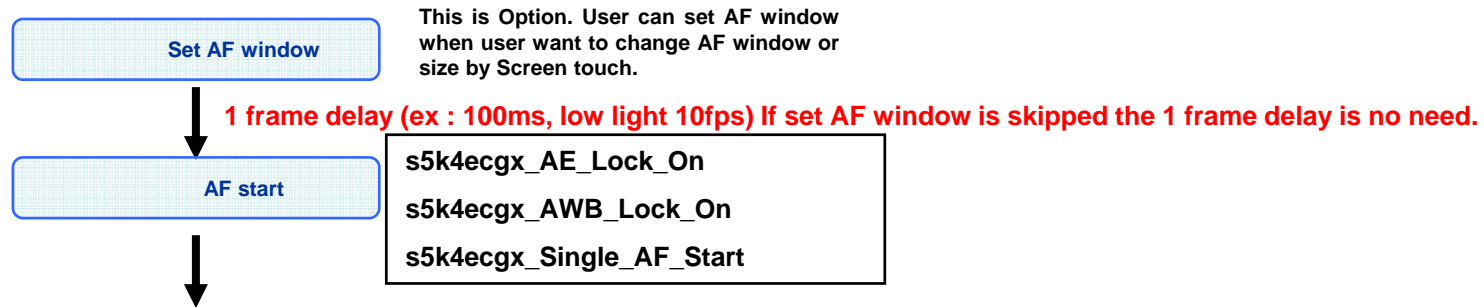 This is Option. User can set AF window
when user want to change AF window or
size by Screen touch.
Set AF window
1 frame delay (ex : 100ms, low light 10fps) If set AF window is skipped the 1 frame delay is no need.
AF start
s5k4ecgx_AE_Lock_On
s5k4ecgx_AWB_Lock_On
s5k4ecgx_Single_AF_Start